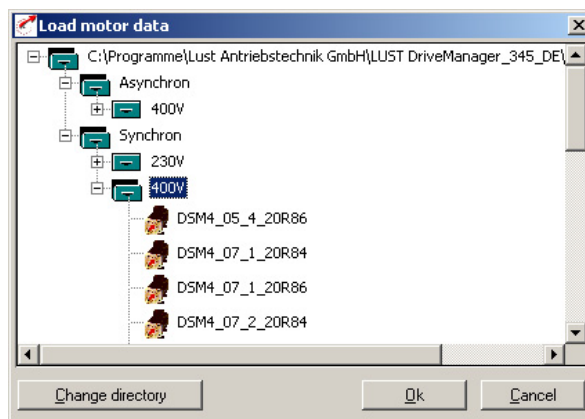 Load motor data
C:\Programme\Lust Antriebstechnik GmbH\LUST DriveManager_345_DE\
Asynchron
400V
Synchron
230V
400V
DSM4_05_4_20R86
DSM4_07_1_20R84
DSM4_07_1_20R86
DSM4_07_2_20R84
Change directory
Ok
Cancel